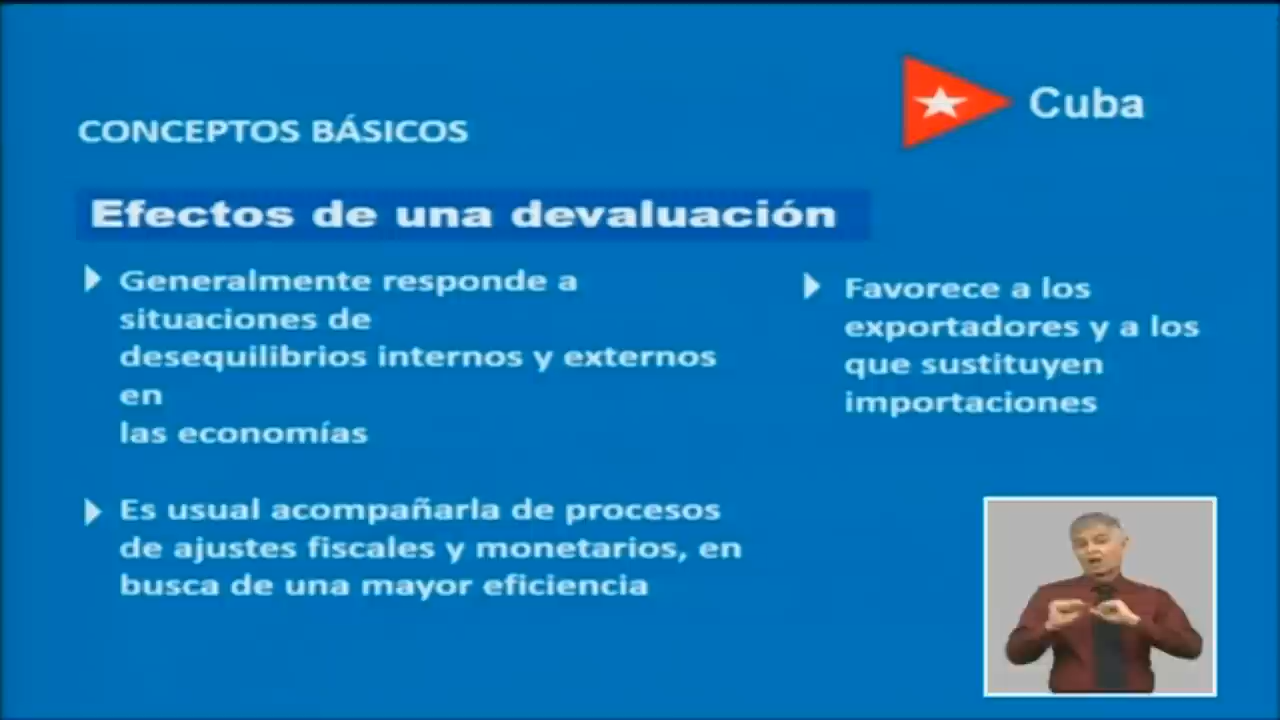 Cuba
CONCEPTOS BÁSICOS
Efectos de una devaluación
Generalmente responde a
situaciones de
desequilibrios internos y externos
en
las economías
Es usual acompañarla de procesos
de ajustes fiscales y monetarios, en
busca de una mayor eficiencia
Favorece a los
exportadores y a los
que sustituyen
importaciones